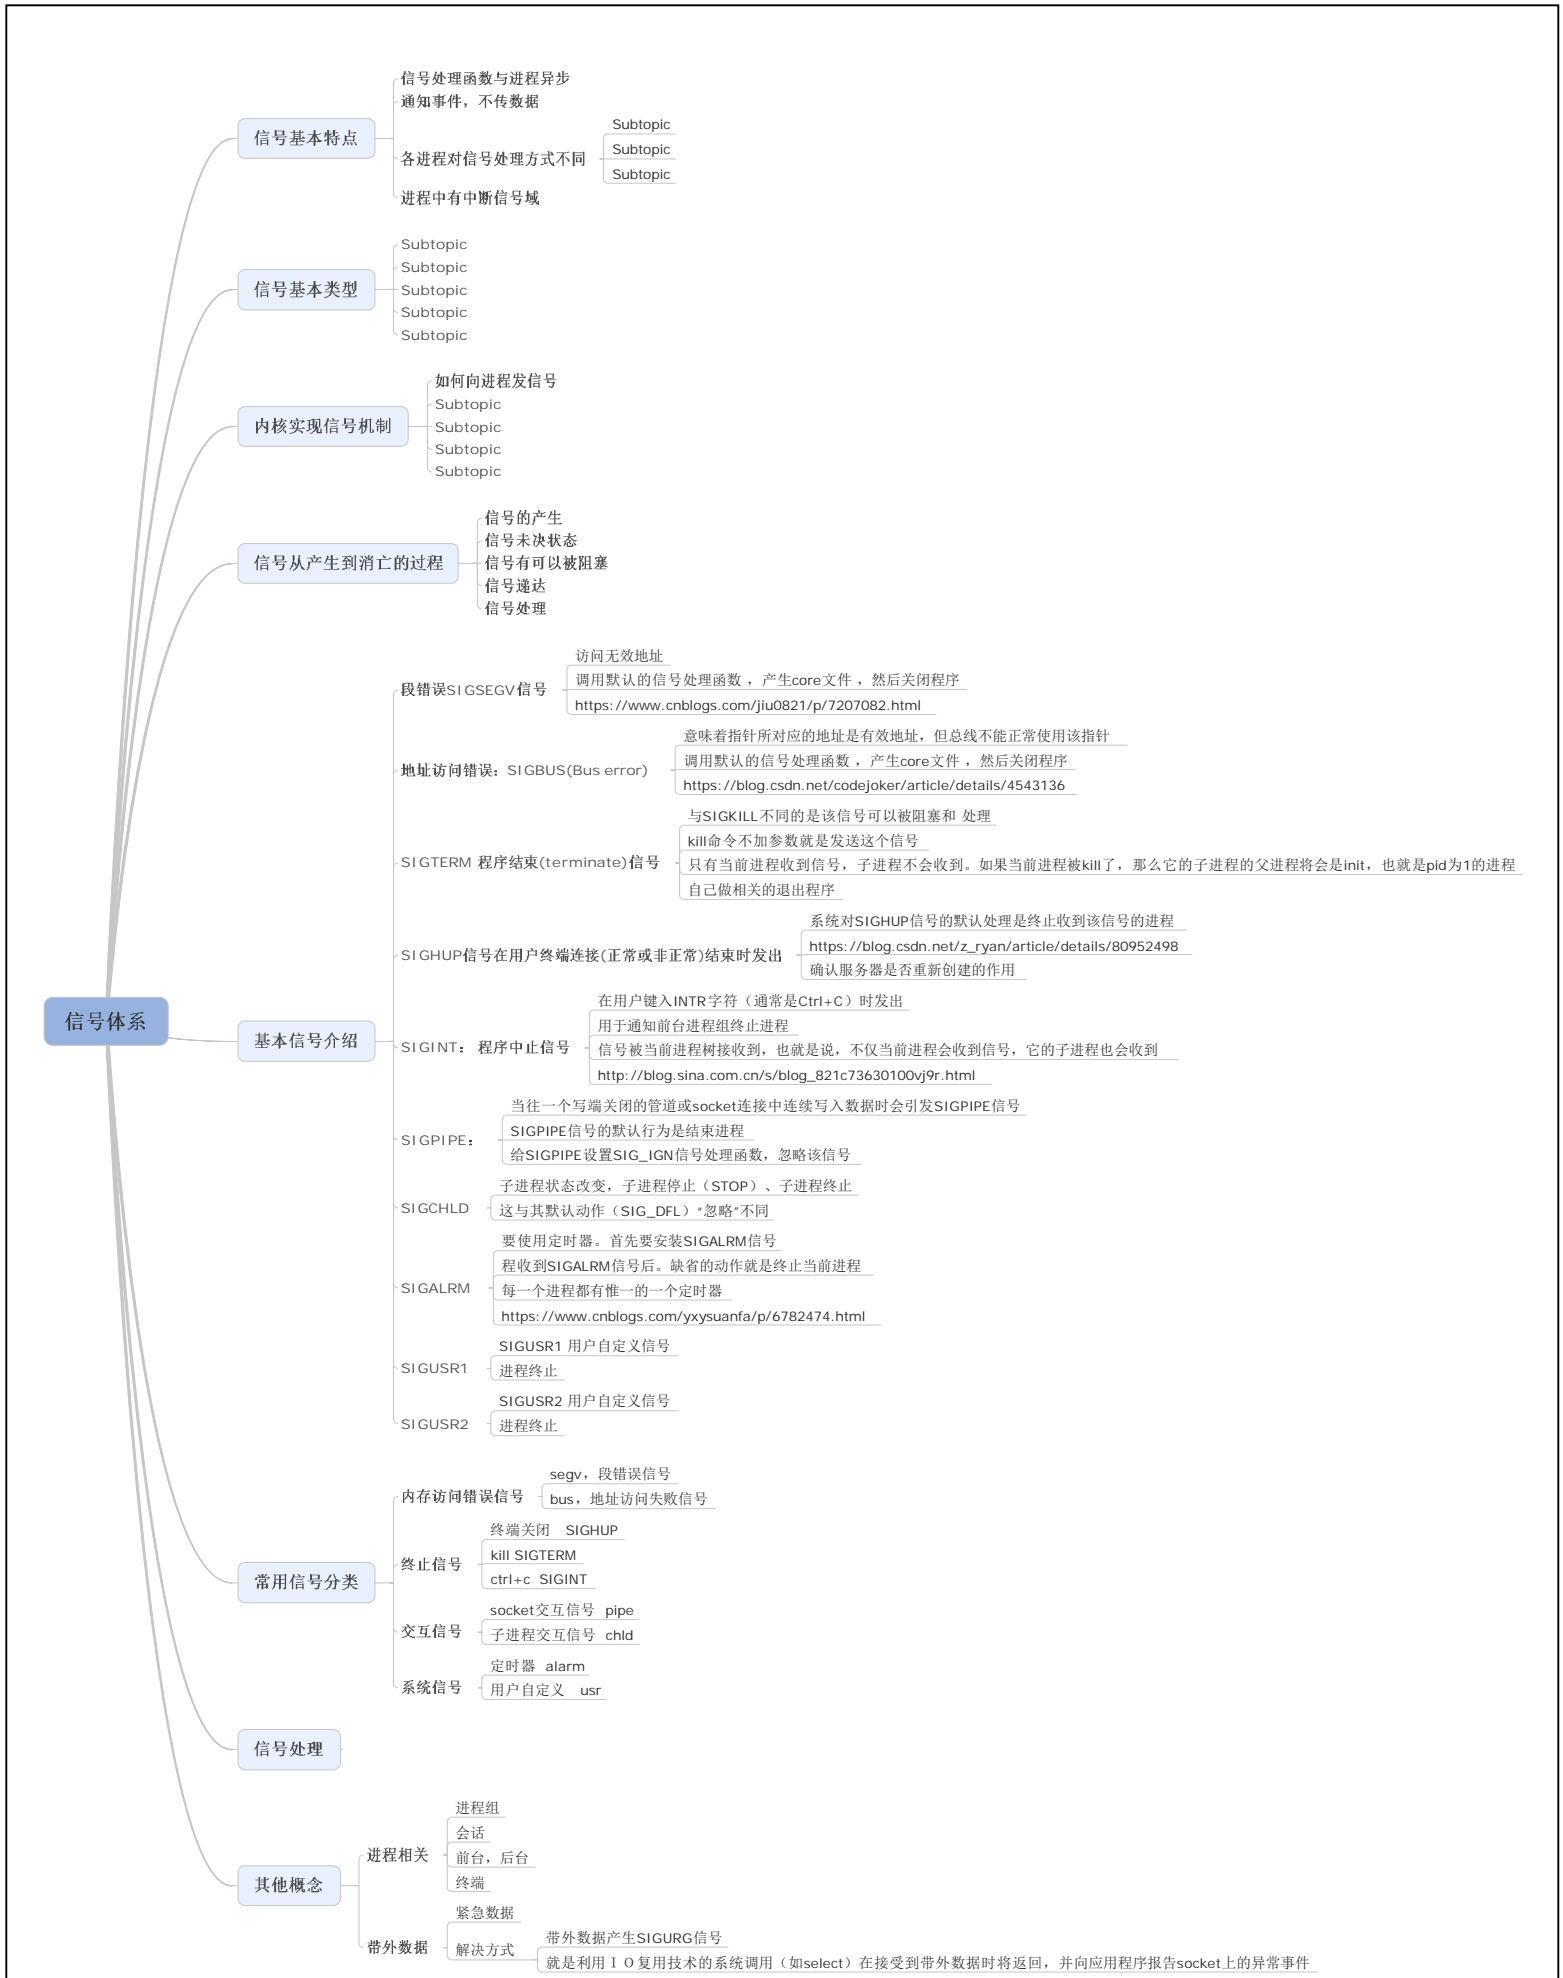 信号体系
信号基本特点
信号处理函数与进程异步
通知事件，不传数据
各进程对信号处理方式不同
Subtopic
Subtopic
Subtopic
进程中有中断信号域
信号基本类型
Subtopic
Subtopic
Subtopic
Subtopic
Subtopic
内核实现信号机制
如何向进程发信号
Subtopic
Subtopic
Subtopic
Subtopic
信号从产生到消亡的过程
信号的产生
信号未决状态
信号有可以被阻塞
信号递达
信号处理
基本信号介绍
段错误SIGSEGV信号
访问无效地址
调用默认的信号处理函数 ，产生core文件 ，然后关闭程序
https://www.cnblogs.com/jiu0821/p/7207082.html
地址访问错误：SIGBUS(Bus error)
意味着指针所对应的地址是有效地址，但总线不能正常使用该指针
调用默认的信号处理函数 ，产生core文件 ，然后关闭程序
https://blog.csdn.net/codejoker/article/details/4543136
SIGTERM 程序结束(terminate)信号
与SIGKILL不同的是该信号可以被阻塞和 处理
kill命令不加参数就是发送这个信号
只有当前进程收到信号，子进程不会收到。如果当前进程被kill了，那么它的子进程的父进程将会是init，也就是pid为1的进程
自己做相关的退出程序
SIGHUP信号在用户终端连接(正常或非正常)结束时发出
系统对SIGHUP信号的默认处理是终止收到该信号的进程
https://blog.csdn.net/z_ryan/article/details/80952498
确认服务器是否重新创建的作用
SIGINT： 程序中止信号
在用户键入INTR字符（通常是Ctrl+C）时发出
用于通知前台进程组终止进程
信号被当前进程树接收到，也就是说，不仅当前进程会收到信号，它的子进程也会收到
http://blog.sina.com.cn/s/blog_821c73630100vj9r.html
SIGPIPE：
当往一个写端关闭的管道或socket连接中连续写入数据时会引发SIGPIPE信号
SIGPIPE信号的默认行为是结束进程
给SIGPIPE设置SIG_IGN信号处理函数，忽略该信号
SIGCHLD
子进程状态改变，子进程停止（STOP）、子进程终止
这与其默认动作（SIG_DFL）“忽略”不同
SIGALRM
要使用定时器。首先要安装SIGALRM信号
程收到SIGALRM信号后。缺省的动作就是终止当前进程
每一个进程都有惟一的一个定时器
https://www.cnblogs.com/yxysuanfa/p/6782474.html
SIGUSR1
SIGUSR1 用户自定义信号
进程终止
SIGUSR2
SIGUSR2 用户自定义信号
进程终止
常用信号分类
内存访问错误信号
segv，段错误信号
bus，地址访问失败信号
终止信号
终端关闭 SIGHUP
kill SIGTERM
ctrl+c SIGINT
交互信号
socket交互信号 pipe
子进程交互信号 chld
系统信号
定时器 alarm
用户自定义 usr
信号处理
其他概念
进程相关
进程组
会话
前台，后台
终端
带外数据
紧急数据
解决方式
带外数据产生SIGURG信号
就是利用ＩＯ复用技术的系统调用（如select）在接受到带外数据时将返回，并向应用程序报告socket上的异常事件